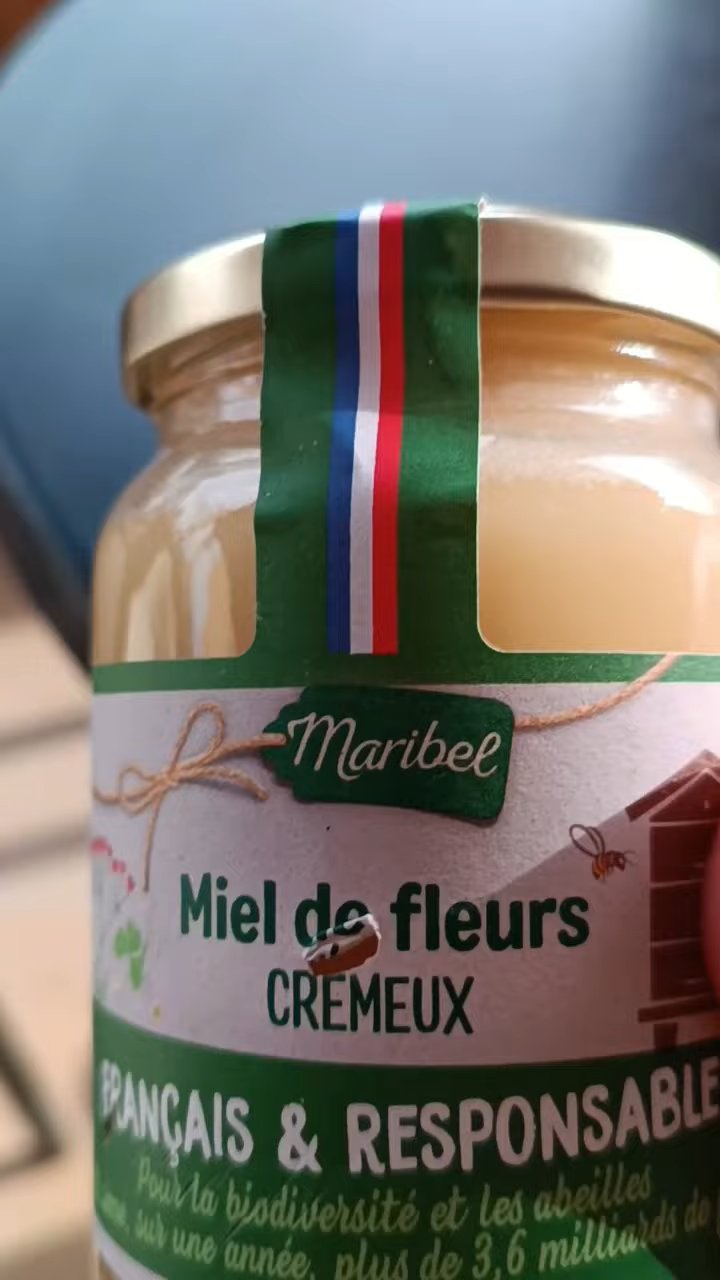 Maribel
Miel de fleurs
CRÉMEUX
FRANÇAIS & RESPONSABLE
Pour la biodiversité et les abeilles
sur une année, plus de 3,6 milliards de